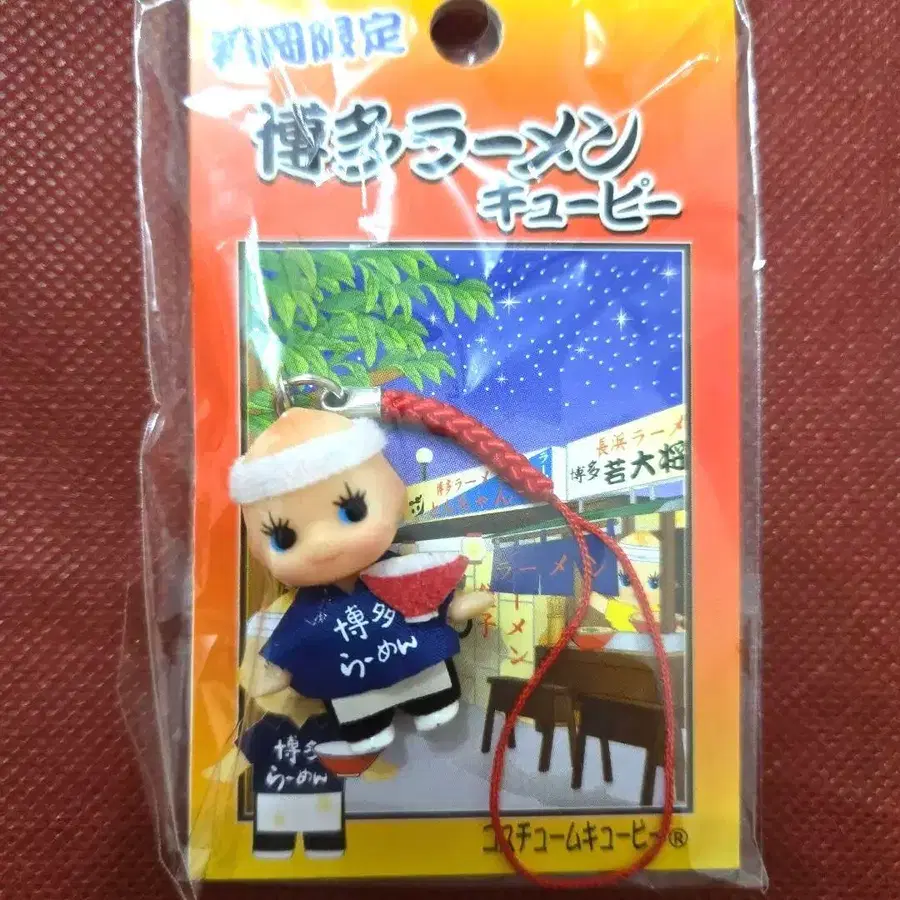 福岡限定
博多ラーメン
キューピー
長浜ラーメ
博多 若大将
博多ラーメ
ラーメン
博多
らーめん
博多
らーめん
コスチュームキューピー®